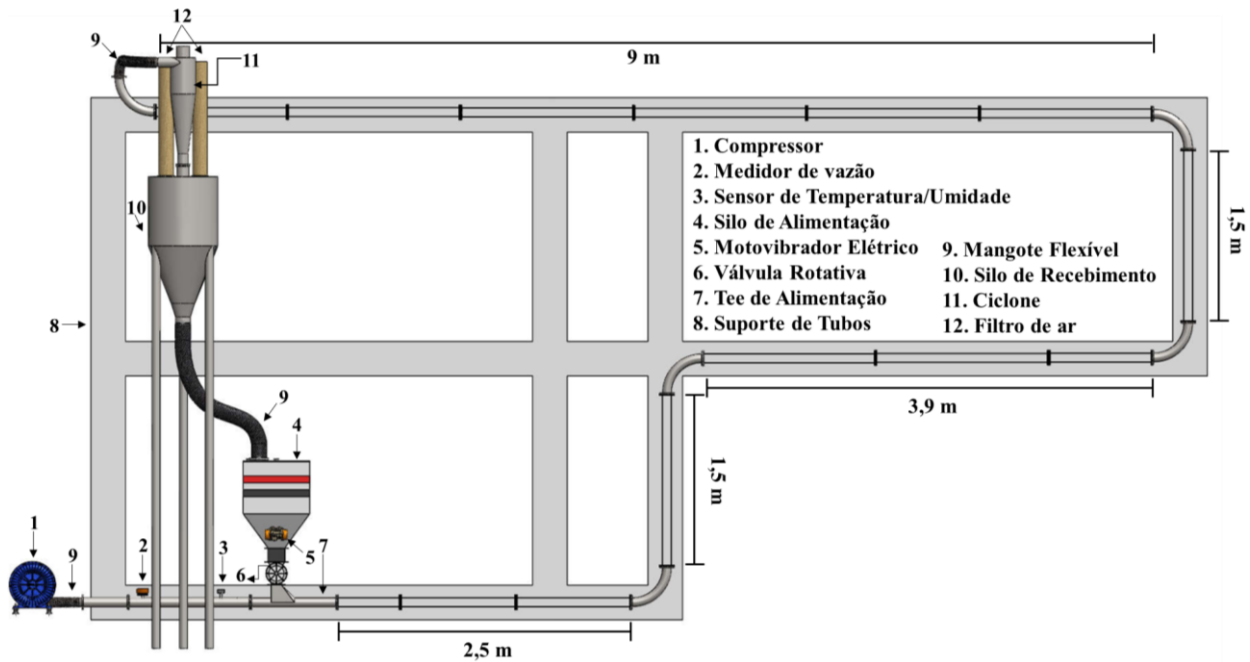 12
9
9 m
11
1. Compressor
2. Medidor de vazão
3. Sensor de Temperatura/Umidade
4. Silo de Alimentação
5. Motovibrador Elétrico
6. Válvula Rotativa
7. Tee de Alimentação
8. Suporte de Tubos
9. Mangote Flexível
10. Silo de Recebimento
11. Ciclone
12. Filtro de ar
10
1,5 m
8
9
4
3,9 m
1,5 m
1
9
2
3
5
7
6
2,5 m